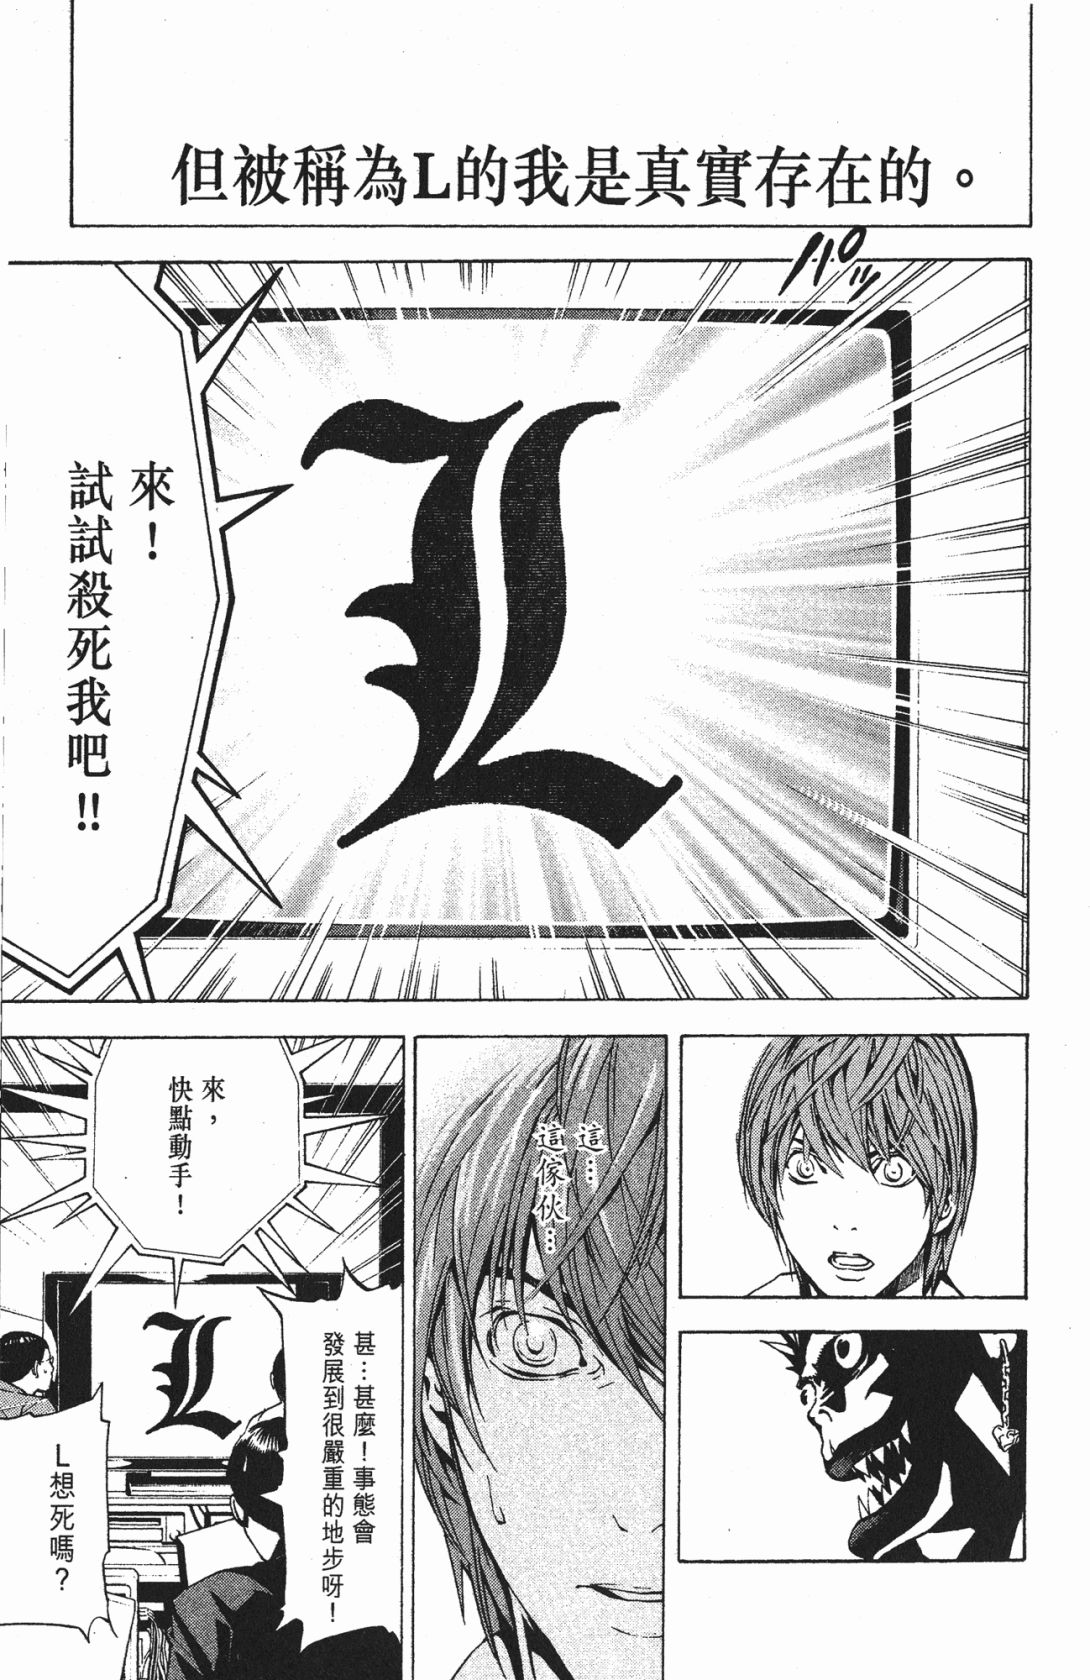 但被稱為L的我是真實存在的。
來！
試試殺死我吧!!
這…
這傢伙…
來，
快點動手！
甚…甚麼！事態會
發展到很嚴重的地步呀！
L想死嗎？